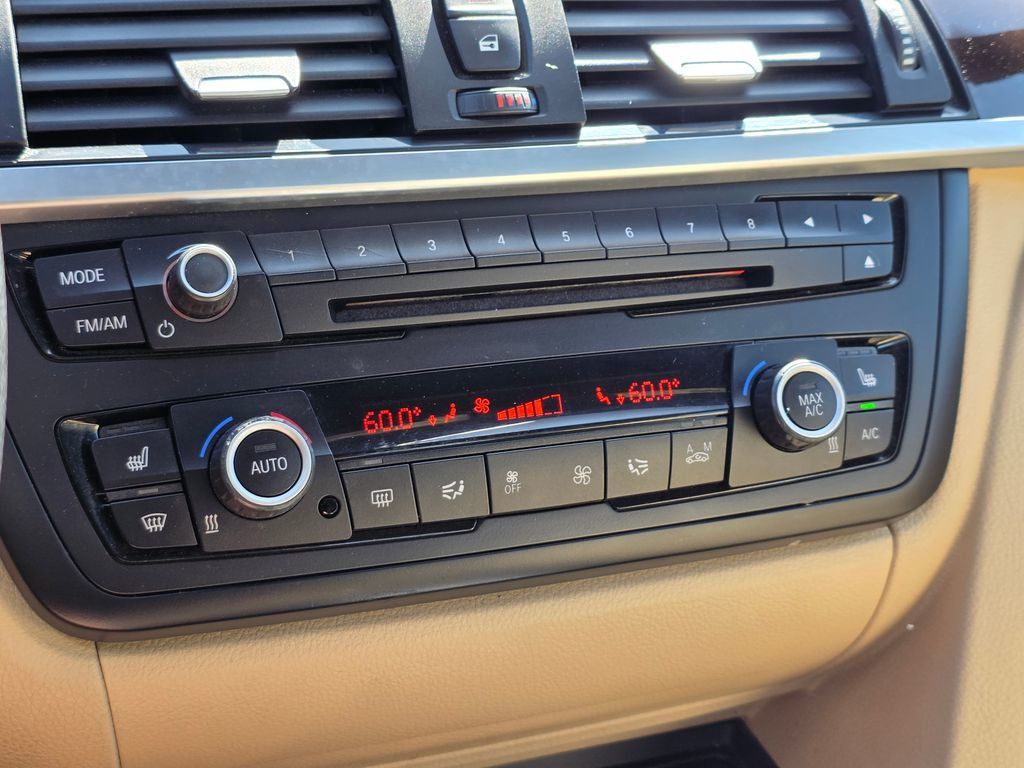 MODE
1 2 3 4 5 6 7 8
FM/AM
60.0° 60.0°
MAX
A/C
AUTO
OFF
A M
A/C